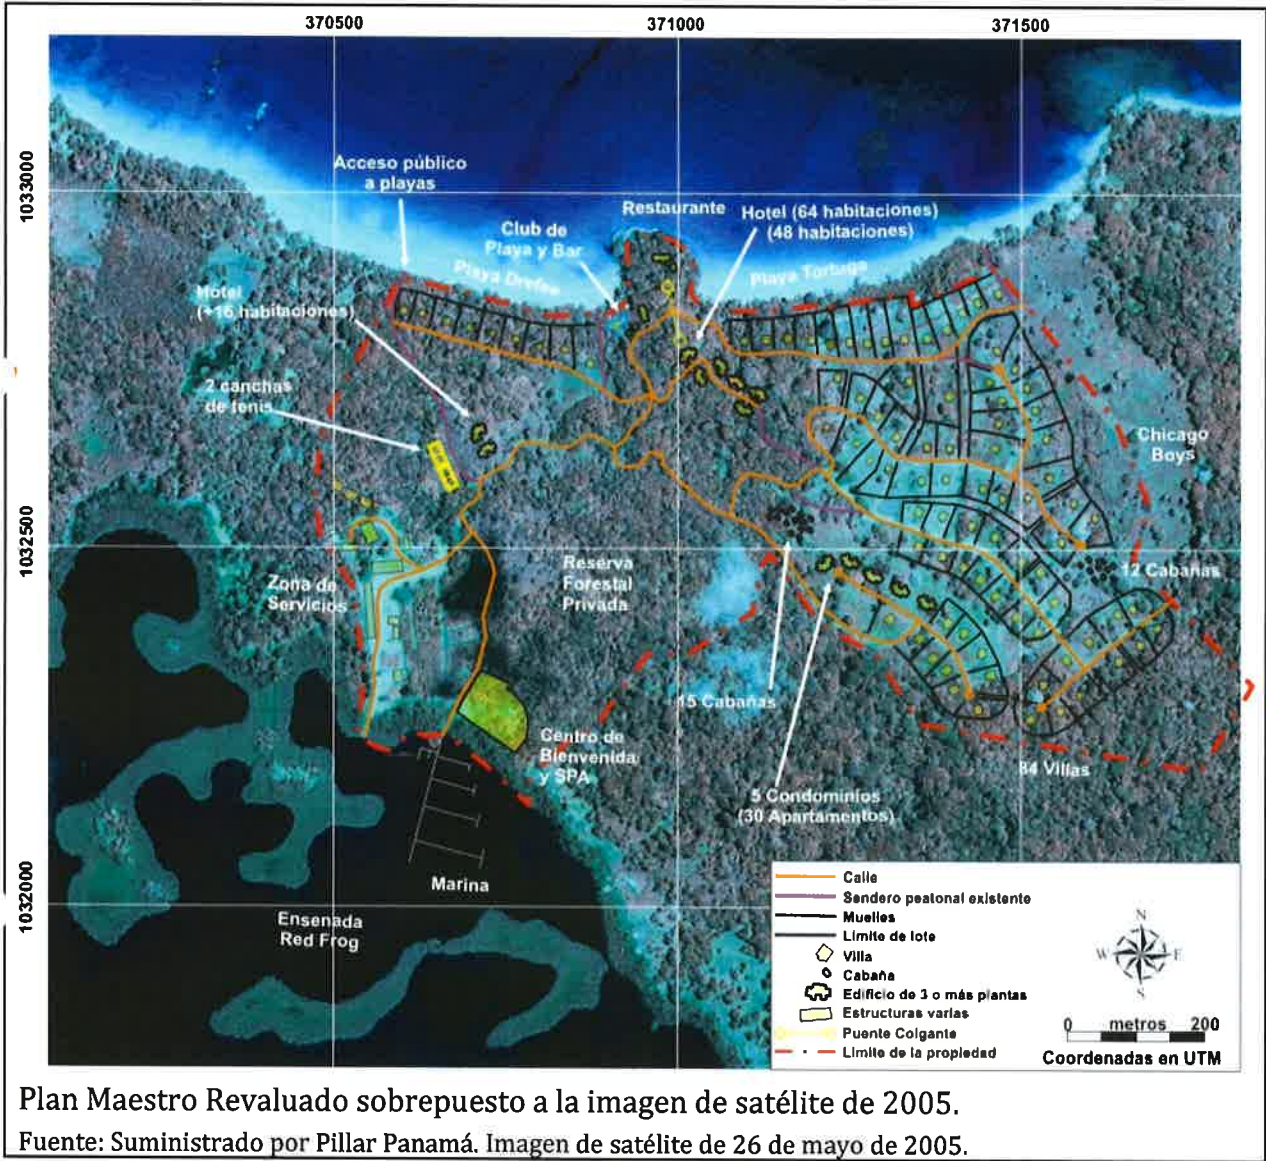 370500
371000
371500
1033000
1032500
1032000
Acceso público
a playas
Restaurante
Hotel (64 habitaciones)
(48 habitaciones)
Club de
Playa y Bar
Playa Tortuga
Playa
Hotel
(+16 habitaciones)
2 canchas
de tenis
Chicago
Boys
Zona de
Servicios
Reserva
Forestal
Privada
12 Cabañas
15 Cabañas
Centro de
Bienvenida
y SPA
84 Villas
5 Condominios
(30 Apartamentos)
Marina
Ensenada
Red Frog
Calle
Sendero peatonal existente
Muelles
Límite de lote
Villa
Cabaña
Edificio de 3 o más plantas
Estructuras varias
Puente Colgante
Límite de la propiedad
N
W E
S
0 metros 200
Coordenadas en UTM
Plan Maestro Revaluado sobrepuesto a la imagen de satélite de 2005.
Fuente: Suministrado por Pillar Panamá. Imagen de satélite de 26 de mayo de 2005.